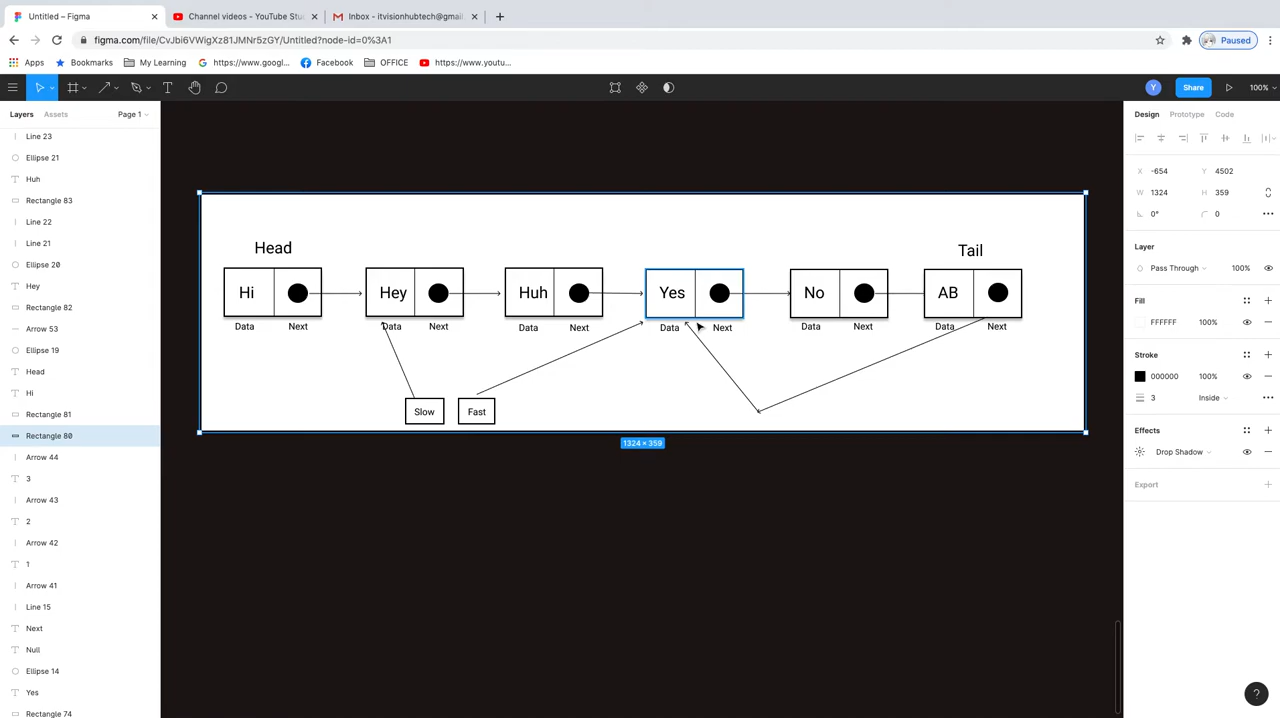 Untitled – Figma
Channel videos - YouTube Stu
Inbox - itvisionhubtech@gmail.
figma.com/file/CvJbi6VWigXz81JMNr5zGY/Untitled?node-id=0%3A1
Paused
Apps
Bookmarks
My Learning
https://www.googl...
Facebook
OFFICE
https://www.youtu...
Share
100%
Layers
Assets
Page 1
Line 23
Ellipse 21
Huh
Rectangle 83
Line 22
Line 21
Ellipse 20
Hey
Rectangle 82
Arrow 53
Ellipse 19
Head
Hi
Rectangle 81
Rectangle 80
Arrow 44
3
Arrow 43
2
Arrow 42
1
Arrow 41
Line 15
Next
Null
Ellipse 14
Yes
Rectangle 74
Head
Tail
Hi
Hey
Huh
Yes
No
AB
Data Next
Data Next
Data Next
Data Next
Data Next
Data Next
Slow
Fast
1324 × 359
Design
Prototype
Code
X -654
Y 4502
W 1324
H 359
0°
0
Layer
Pass Through
100%
Fill
FFFFFF 100%
Stroke
000000 100%
3
Inside
Effects
Drop Shadow
Export
?